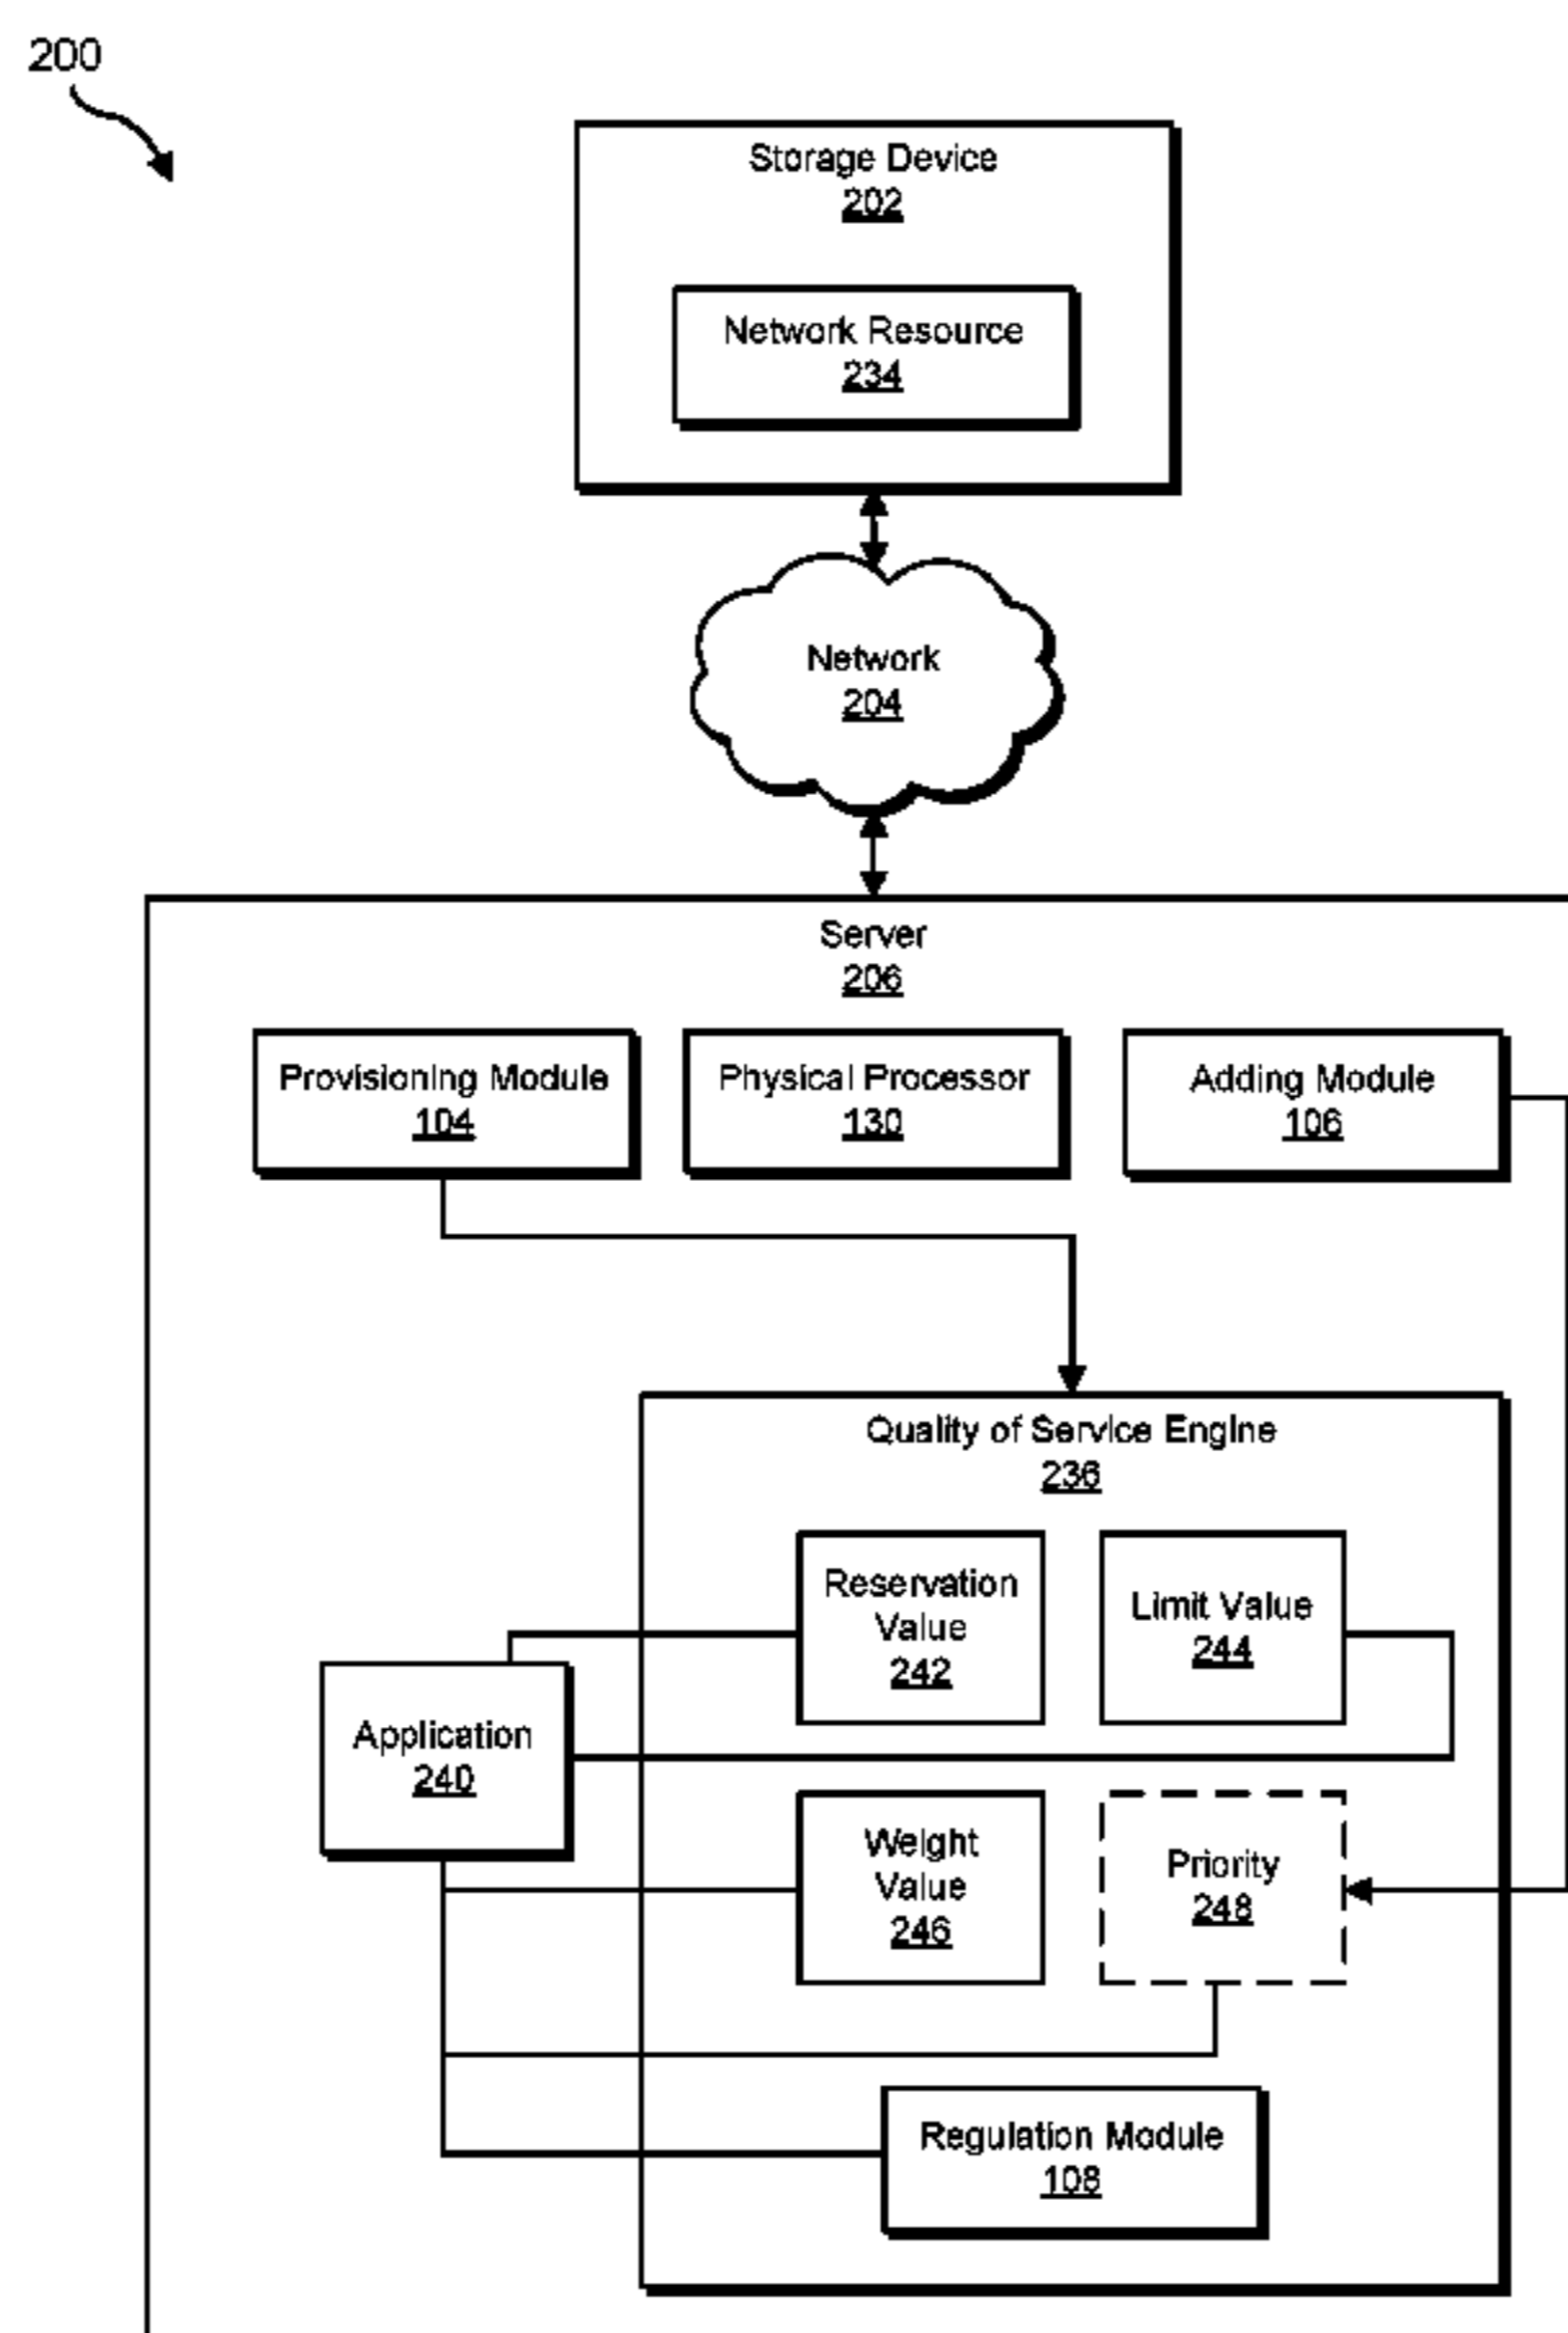 200
Storage Device
202
Network Resource
234
Network
204
Server
206
Provisioning Module
104
Physical Processor
130
Adding Module
106
Quality of Service Engine
236
Reservation
Value
242
Limit Value
244
Application
240
Weight
Value
246
Priority
248
Regulation Module
108